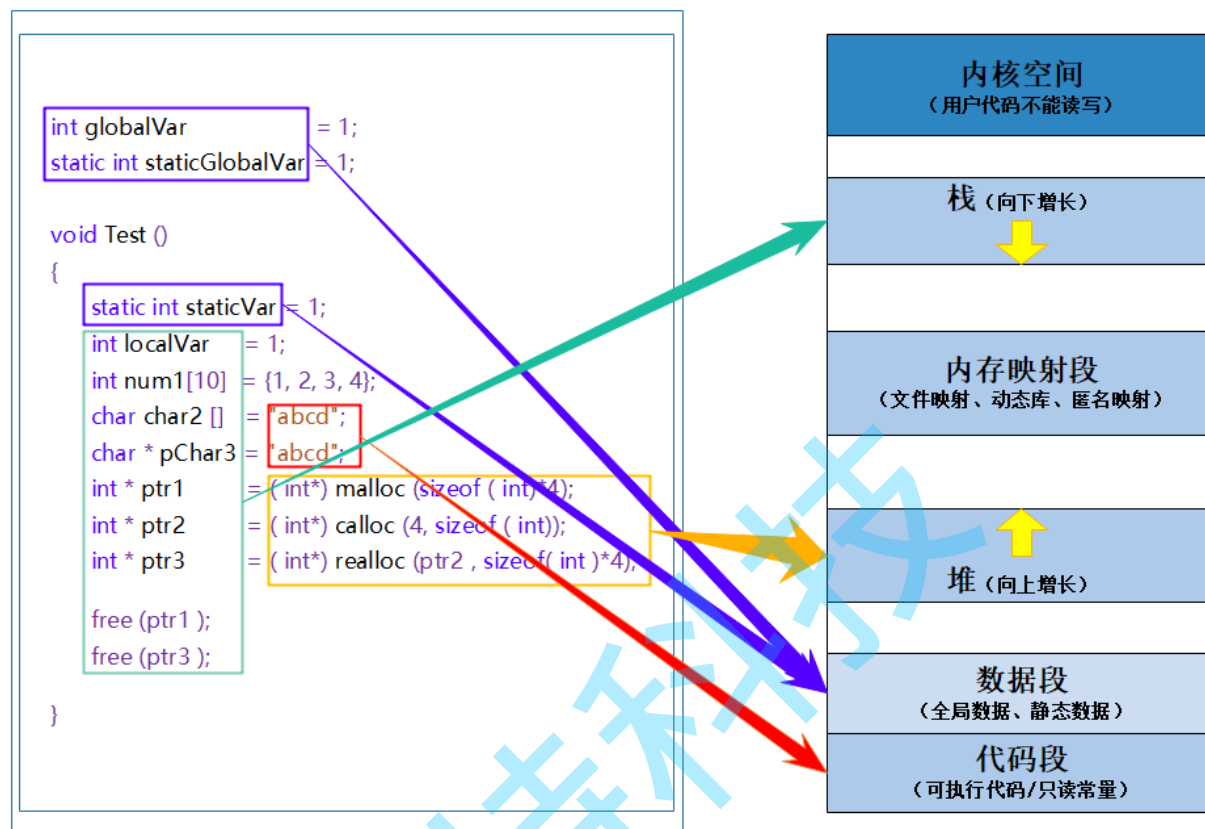 int globalVar = 1;
static int staticGlobalVar = 1;
void Test ()
{
static int staticVar = 1;
int localVar = 1;
int num1[10] = {1, 2, 3, 4};
char char2 [] = "abcd";
char * pChar3 = "abcd";
int * ptr1 = ( int*) malloc (sizeof ( int)*4);
int * ptr2 = ( int*) calloc (4, sizeof ( int));
int * ptr3 = ( int*) realloc (ptr2 , sizeof( int )*4);
free (ptr1 );
free (ptr3 );
}
内核空间
（用户代码不能读写）
栈（向下增长）
内存映射段
（文件映射、动态库、匿名映射）
堆（向上增长）
数据段
（全局数据、静态数据）
代码段
（可执行代码/只读常量）
特科技